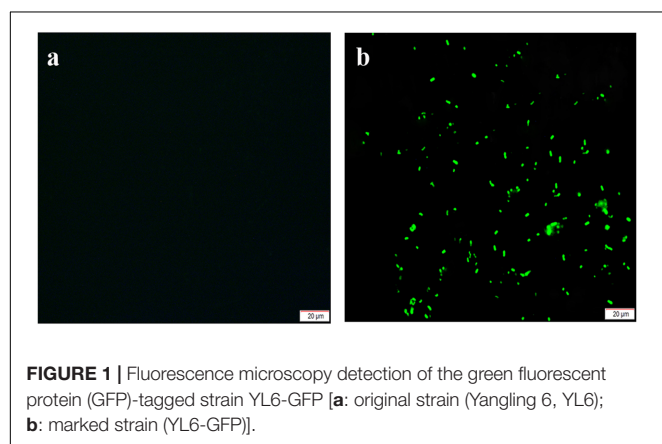 a
b
20 µm
20 µm
FIGURE 1 | Fluorescence microscopy detection of the green fluorescent
protein (GFP)-tagged strain YL6-GFP [a: original strain (Yangling 6, YL6);
b: marked strain (YL6-GFP)].